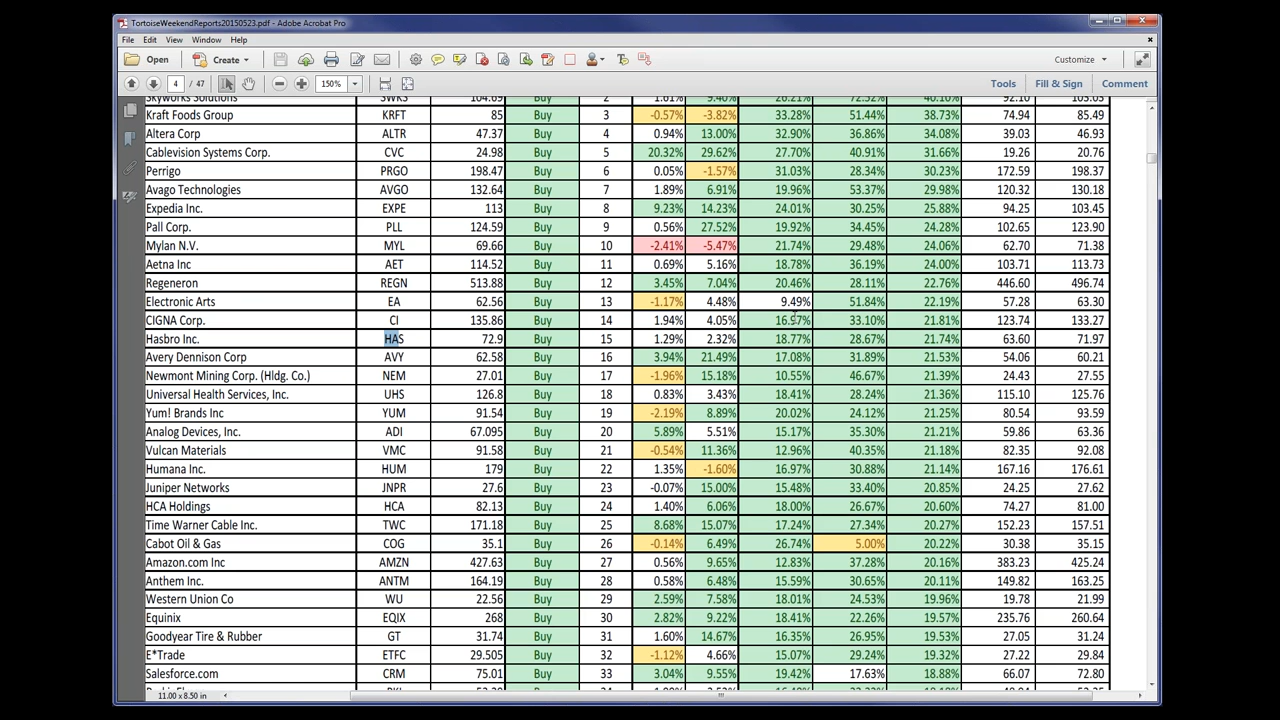 TortoiseWeekendReports20150523.pdf - Adobe Acrobat Pro
File Edit View Window Help
Open Create Customize
4 / 47 150% Tools Fill & Sign Comment
Skyworks Solutions SWKS 104.69 Buy 2 1.61% 9.40% 26.21% 72.32% 40.10% 92.10
Kraft Foods Group KRFT 85 Buy 3 -0.57% -3.82% 33.28% 51.44% 38.73% 74.94 85.49
Altera Corp ALTR 47.37 Buy 4 0.94% 13.00% 32.90% 36.86% 34.08% 39.03 46.93
Cablevision Systems Corp. CVC 24.98 Buy 5 20.32% 29.62% 27.70% 40.91% 31.66% 19.26 20.76
Perrigo PRGO 198.47 Buy 6 0.05% -1.57% 31.03% 28.34% 30.23% 172.59 198.37
Avago Technologies AVGO 132.64 Buy 7 1.89% 6.91% 19.96% 53.37% 29.98% 120.32 130.18
Expedia Inc. EXPE 113 Buy 8 9.23% 14.23% 24.01% 30.25% 25.88% 94.25 103.45
Pall Corp. PLL 124.59 Buy 9 0.56% 27.52% 19.92% 34.45% 24.28% 102.65 123.90
Mylan N.V. MYL 69.66 Buy 10 -2.41% -5.47% 21.74% 29.48% 24.06% 62.70 71.38
Aetna Inc AET 114.52 Buy 11 0.69% 5.16% 18.78% 36.19% 24.00% 103.71 113.73
Regeneron REGN 513.88 Buy 12 3.45% 7.04% 20.46% 28.11% 22.76% 446.60 496.74
Electronic Arts EA 62.56 Buy 13 -1.17% 4.48% 9.49% 51.84% 22.19% 57.28 63.30
CIGNA Corp. CI 135.86 Buy 14 1.94% 4.05% 33.10% 21.81% 123.74 133.27
Hasbro Inc. HAS 72.9 Buy 15 1.29% 2.32% 18.77% 28.67% 21.74% 63.60 71.97
Avery Dennison Corp AVY 62.58 Buy 16 3.94% 21.49% 17.08% 31.89% 21.53% 54.06 60.21
Newmont Mining Corp. (Hldg. Co.) NEM 27.01 Buy 17 -1.96% 15.18% 10.55% 46.67% 21.39% 24.43 27.55
Universal Health Services, Inc. UHS 126.8 Buy 18 0.83% 3.43% 18.41% 28.24% 21.36% 115.10 125.76
Yum! Brands Inc YUM 91.54 Buy 19 -2.19% 8.89% 20.02% 24.12% 21.25% 80.54 93.59
Analog Devices, Inc. ADI 67.095 Buy 20 5.89% 5.51% 15.17% 35.30% 21.21% 59.86 63.36
Vulcan Materials VMC 91.58 Buy 21 -0.54% 11.36% 12.96% 40.35% 21.18% 82.35 92.08
Humana Inc. HUM 179 Buy 22 1.35% -1.60% 16.97% 30.88% 21.14% 167.16 176.61
Juniper Networks JNPR 27.6 Buy 23 -0.07% 15.00% 15.48% 33.40% 20.85% 24.25 27.62
HCA Holdings HCA 82.13 Buy 24 1.40% 6.06% 18.00% 26.67% 20.60% 74.27 81.00
Time Warner Cable Inc. TWC 171.18 Buy 25 8.68% 15.07% 17.24% 27.34% 20.27% 152.23 157.51
Cabot Oil & Gas COG 35.1 Buy 26 -0.14% 6.49% 26.74% 5.00% 20.22% 30.38 35.15
Amazon.com Inc AMZN 427.63 Buy 27 0.56% 9.65% 12.83% 37.28% 20.16% 383.23 425.24
Anthem Inc. ANTM 164.19 Buy 28 0.58% 6.48% 15.59% 30.65% 20.11% 149.82 163.25
Western Union Co WU 22.56 Buy 29 2.59% 7.58% 18.01% 24.53% 19.96% 19.78 21.99
Equinix EQIX 268 Buy 30 2.82% 9.22% 18.41% 22.26% 19.57% 235.76 260.64
Goodyear Tire & Rubber GT 31.74 Buy 31 1.60% 14.67% 16.35% 26.95% 19.53% 27.05 31.24
E*Trade ETFC 29.505 Buy 32 -1.12% 4.66% 15.07% 29.24% 19.32% 27.22 29.84
Salesforce.com CRM 75.01 Buy 33 3.04% 9.55% 19.42% 17.63% 18.88% 66.07 72.80
11.00 x 8.50 in